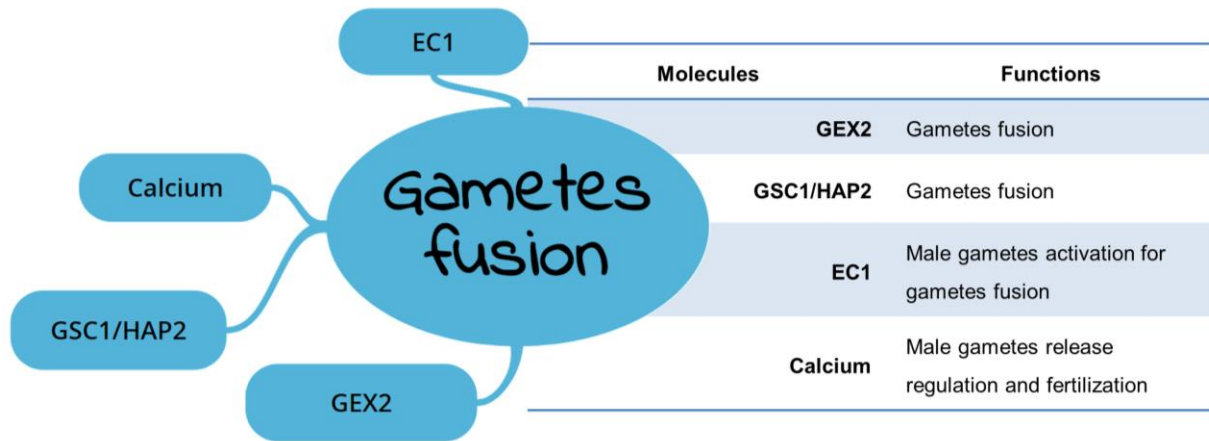 EC1
Calcium
GSC1/HAP2
GEX2
Gametes
fusion
Molecules Functions
GEX2 Gametes fusion
GSC1/HAP2 Gametes fusion
EC1 Male gametes activation for
gametes fusion
Calcium Male gametes release
regulation and fertilization